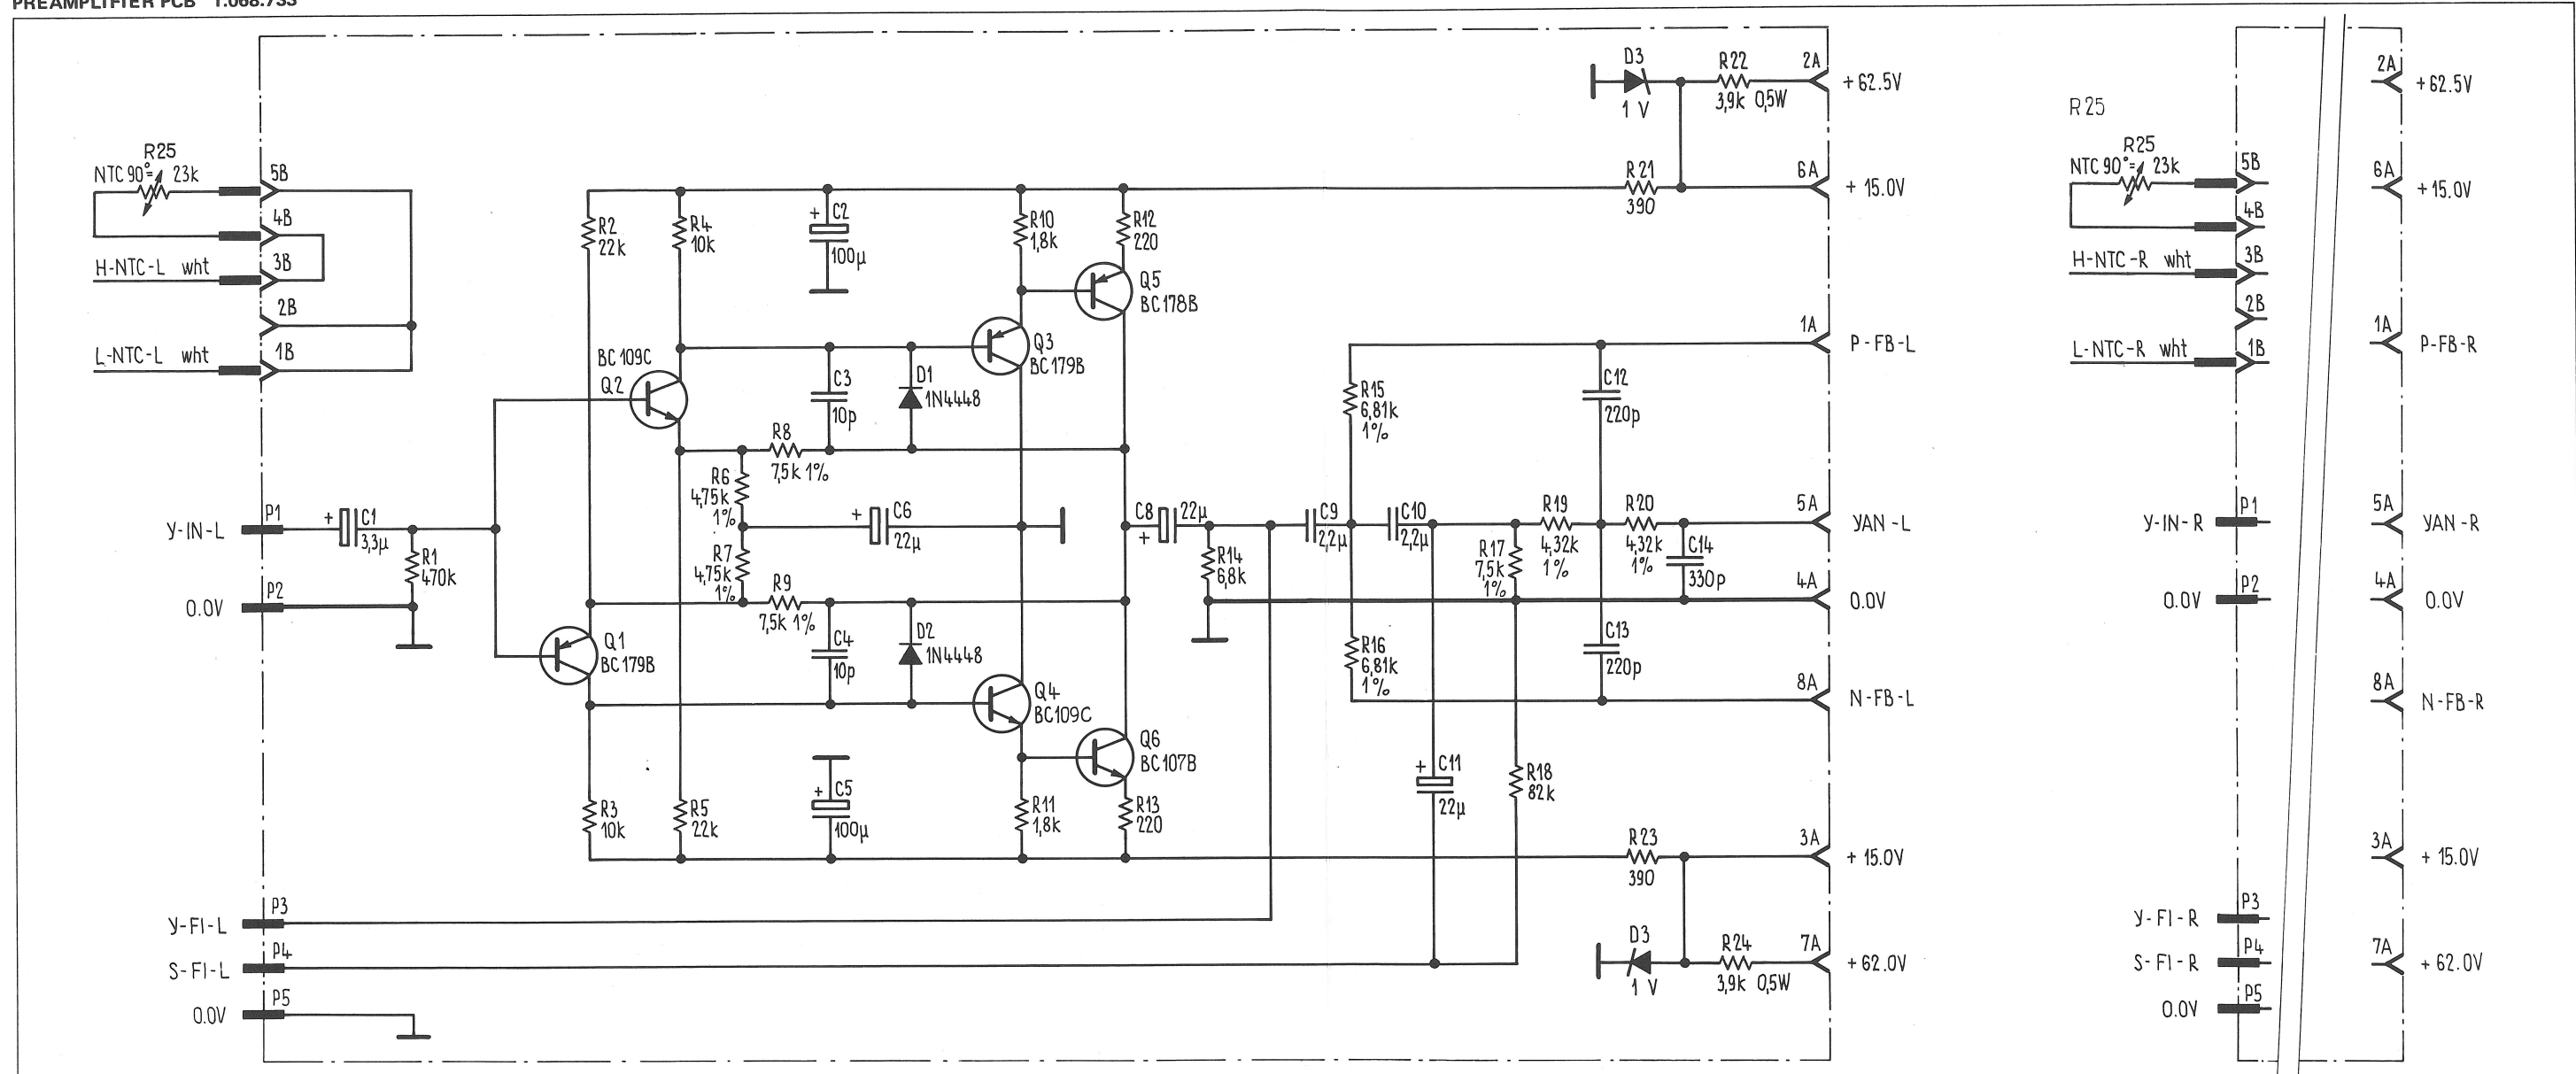 PREAMPLIFIER PCB 1.068.733
D3
1 V
R22
3,9k 0,5W
2A
+62.5V
R21
390
6A
+ 15.0V
R25
NTC 90°= 23k
5B
4B
H-NTC-L wht
3B
2B
L-NTC-L wht
1B
R2
22k
R4
10k
+ C2
100µ
R10
1,8k
R12
220
Q5
BC178B
Q3
BC179B
BC109C
Q2
C3
10p
D1
1N4448
R8
7,5k 1%
R6
4,75k
1%
+ C6
22µ
R7
4,75k
1%
R9
7,5k 1%
Y-IN-L
P1
+ C1
3,3µ
R1
470k
0.0V
P2
Q1
BC179B
C4
10p
D2
1N4448
Q4
BC109C
Q6
BC107B
R3
10k
R5
22k
+ C5
100µ
R11
1,8k
R13
220
C8 22µ
+
R14
6,8k
C9
2,2µ
C10
2,2µ
R15
6,81k
1%
C12
220p
1A
P-FB-L
R17
7,5k
1%
R19
4,32k
1%
R20
4,32k
1%
C14
330p
5A
YAN-L
4A
0.0V
R16
6,81k
1%
C13
220p
8A
N-FB-L
+ C11
22µ
R18
82k
R23
390
3A
+ 15.0V
D3
1 V
R24
3,9k 0,5W
7A
+62.0V
Y-FI-L
P3
S-FI-L
P4
0.0V
P5
R25
R25
NTC 90°= 23k
5B
4B
H-NTC-R wht
3B
2B
L-NTC-R wht
1B
Y-IN-R
P1
0.0V
P2
Y-FI-R
P3
S-FI-R
P4
0.0V
P5
2A
+62.5V
6A
+15.0V
1A
P-FB-R
5A
YAN-R
4A
0.0V
8A
N-FB-R
3A
+ 15.0V
7A
+ 62.0V